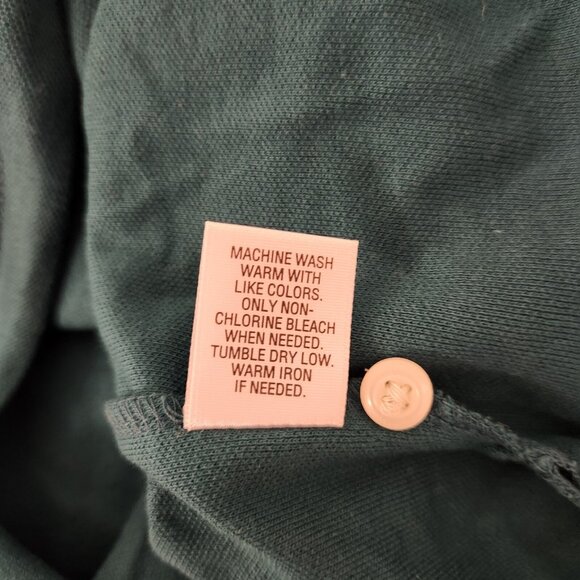 MACHINE WASH
WARM WITH
LIKE COLORS.
ONLY NON-
CHLORINE BLEACH
WHEN NEEDED.
TUMBLE DRY LOW.
WARM IRON
IF NEEDED.